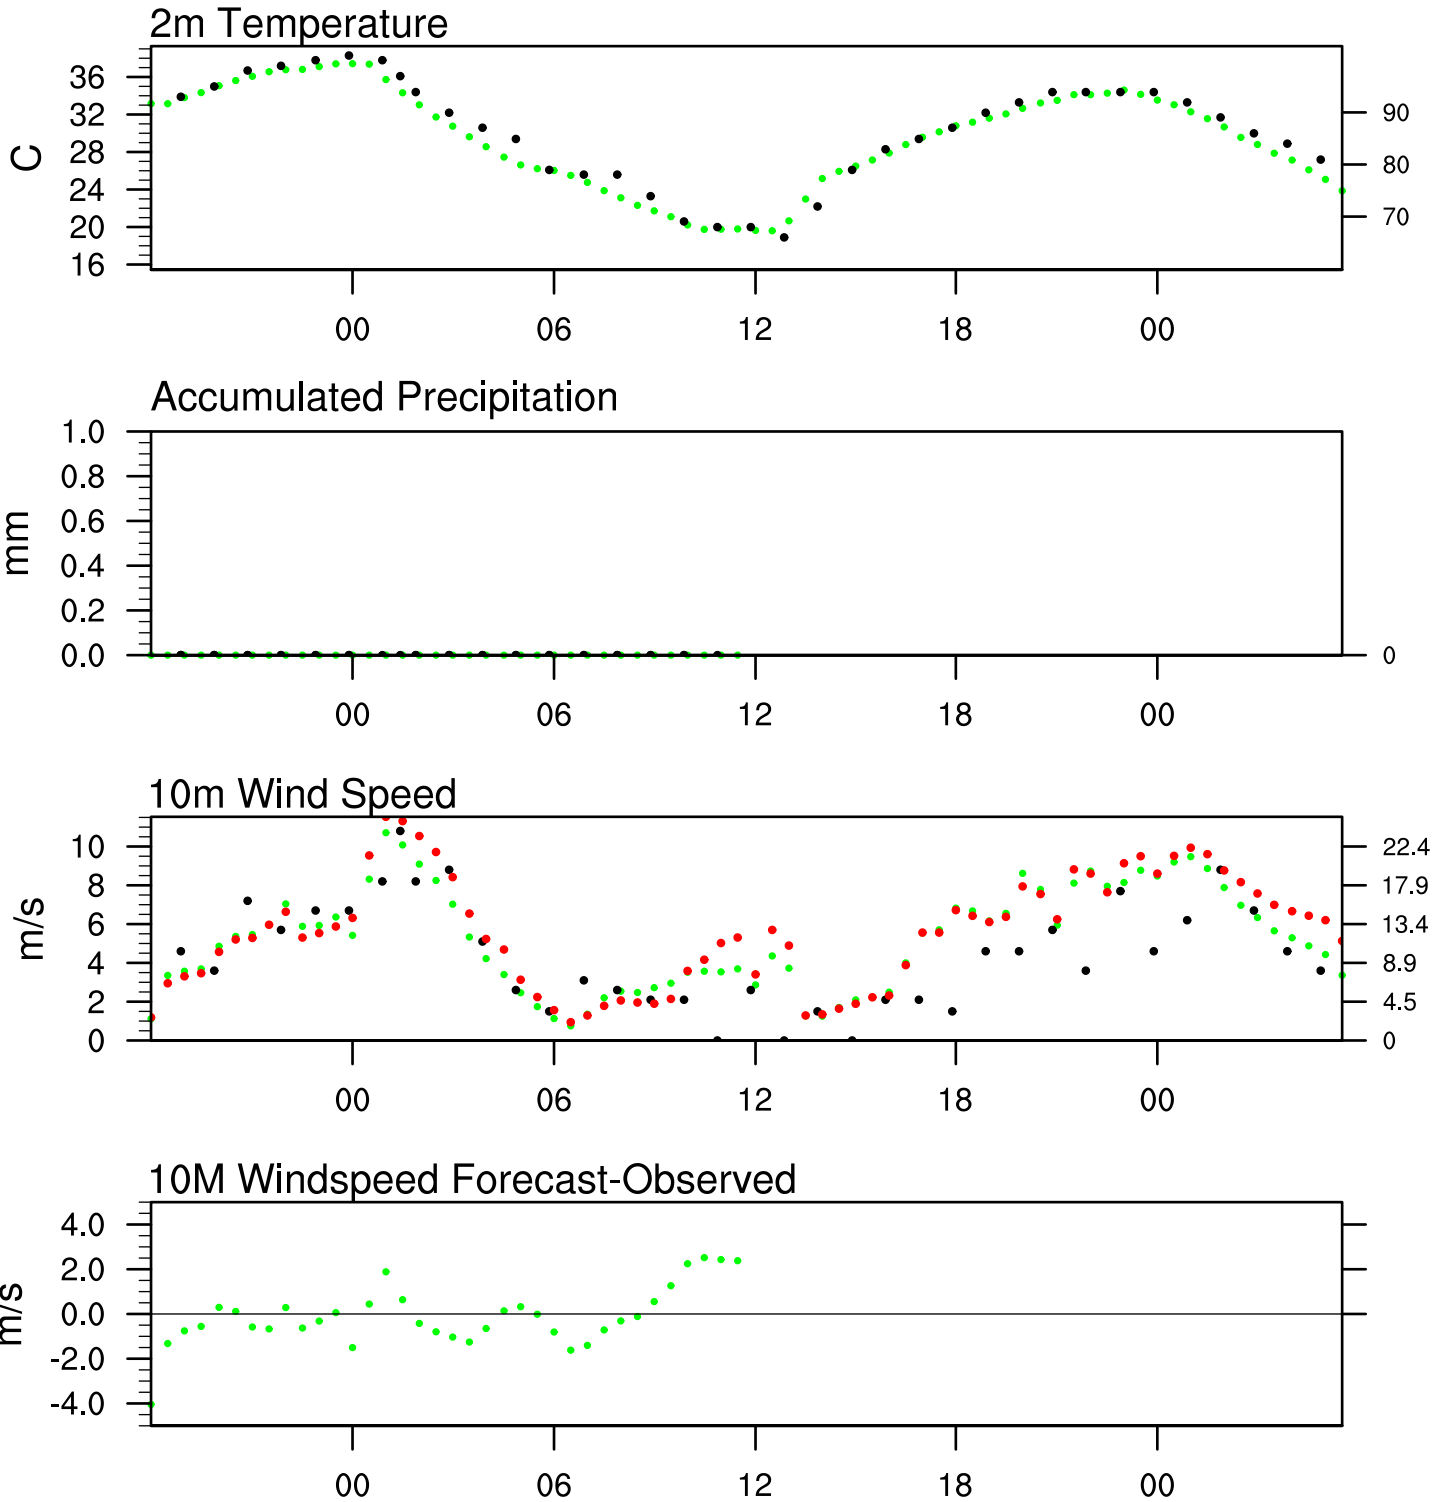 2m Temperature
C
36
32
28
24
20
16
90
80
70
00 06 12 18 00
Accumulated Precipitation
mm
1.0
0.8
0.6
0.4
0.2
0.0
0
00 06 12 18 00
10m Wind Speed
m/s
10
8
6
4
2
0
22.4
17.9
13.4
8.9
4.5
0
00 06 12 18 00
10M Windspeed Forecast-Observed
m/s
4.0
2.0
0.0
-2.0
-4.0
00 06 12 18 00